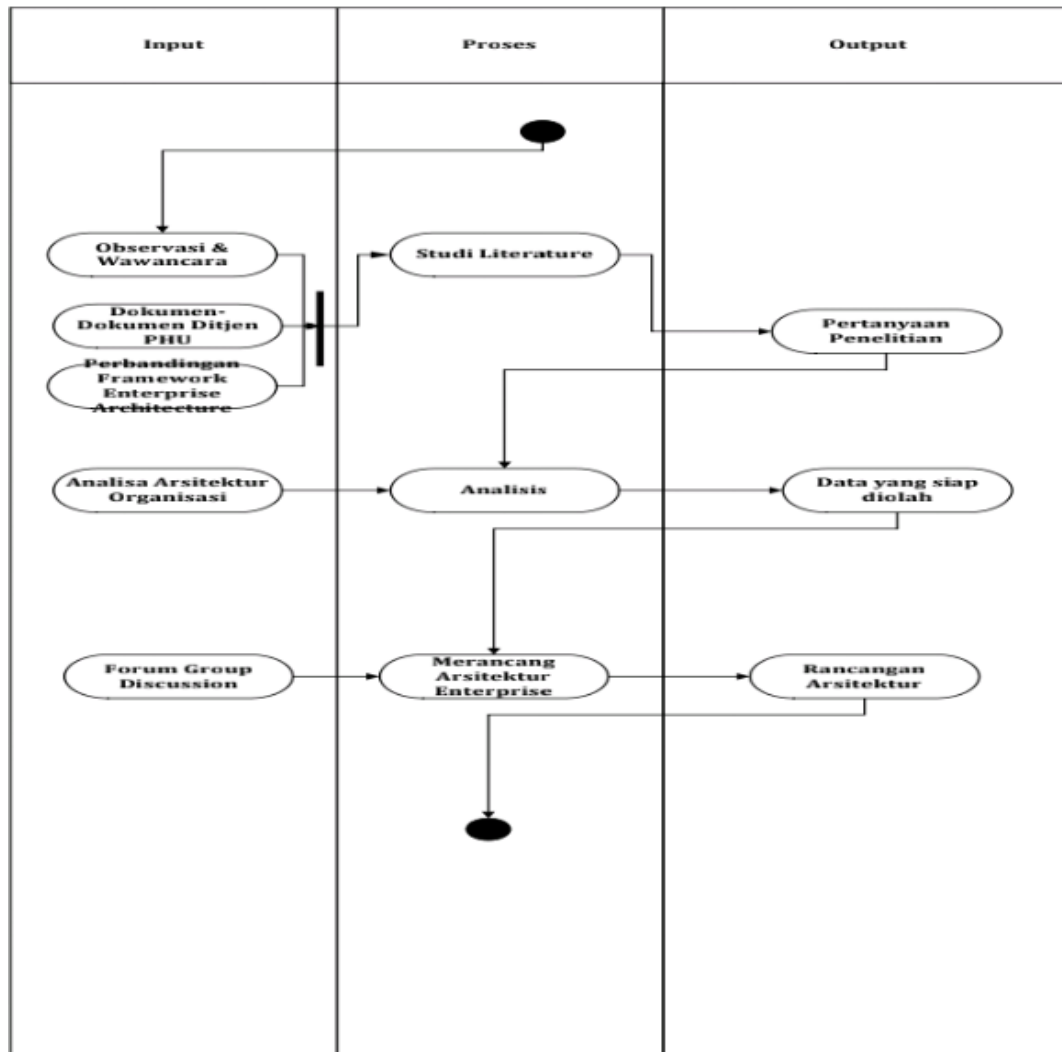 Input
Proses
Output
Observasi &
Wawancara
Studi Literature
Dokumen-
Dokumen Ditjen
PHU
Pertanyaan
Penelitian
Perbandingan
Framework
Enterprise
Architecture
Analisa Arsitektur
Organisasi
Analisis
Data yang siap
diolah
Forum Group
Discussion
Merancang
Arsitektur
Enterprise
Rancangan
Arsitektur